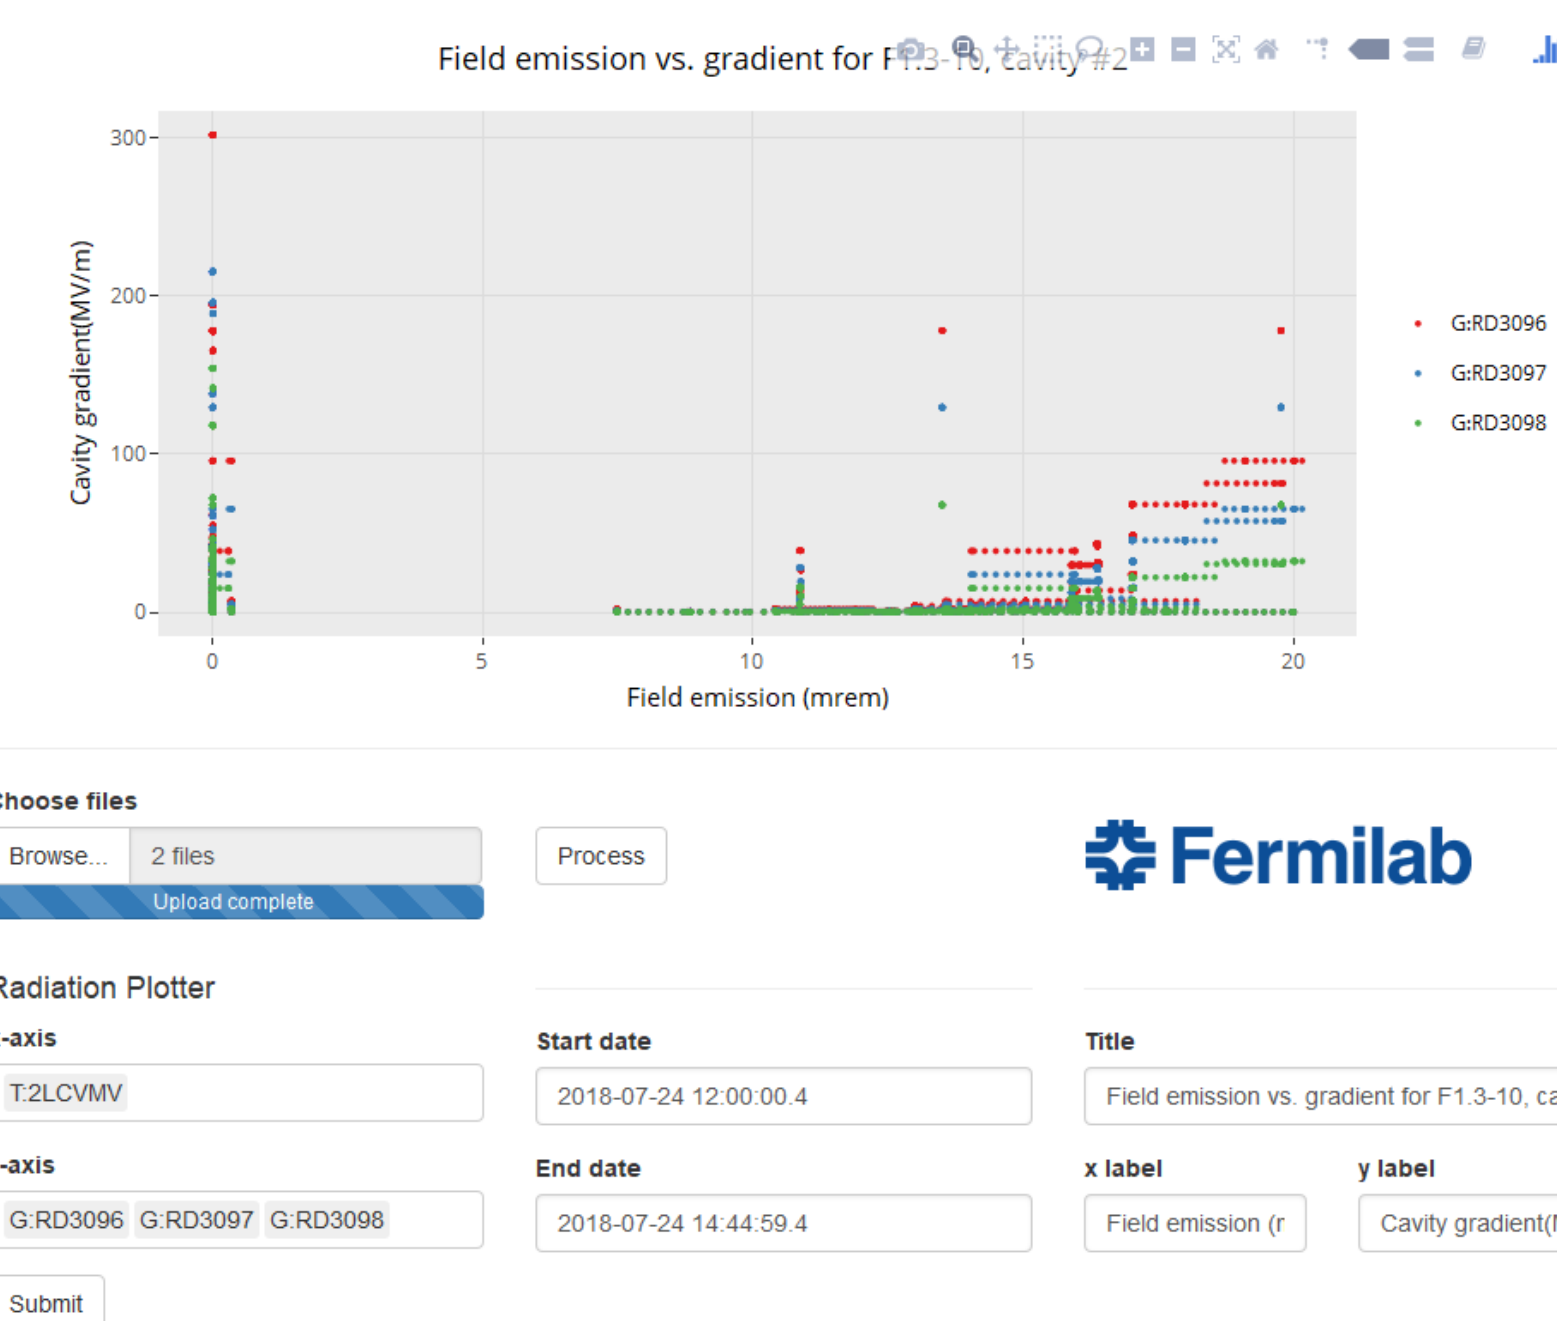 Field emission vs. gradient for F1.3-10, cavity #2
300
200
100
0
Cavity gradient(MV/m)
0 5 10 15 20
Field emission (mrem)
G:RD3096
G:RD3097
G:RD3098
Choose files
Browse... 2 files
Upload complete
Process
Fermilab
Radiation Plotter
-axis
T:2LCVMV
-axis
G:RD3096 G:RD3097 G:RD3098
Submit
Start date
2018-07-24 12:00:00.4
End date
2018-07-24 14:44:59.4
Title
Field emission vs. gradient for F1.3-10, ca
x label y label
Field emission (r Cavity gradient(